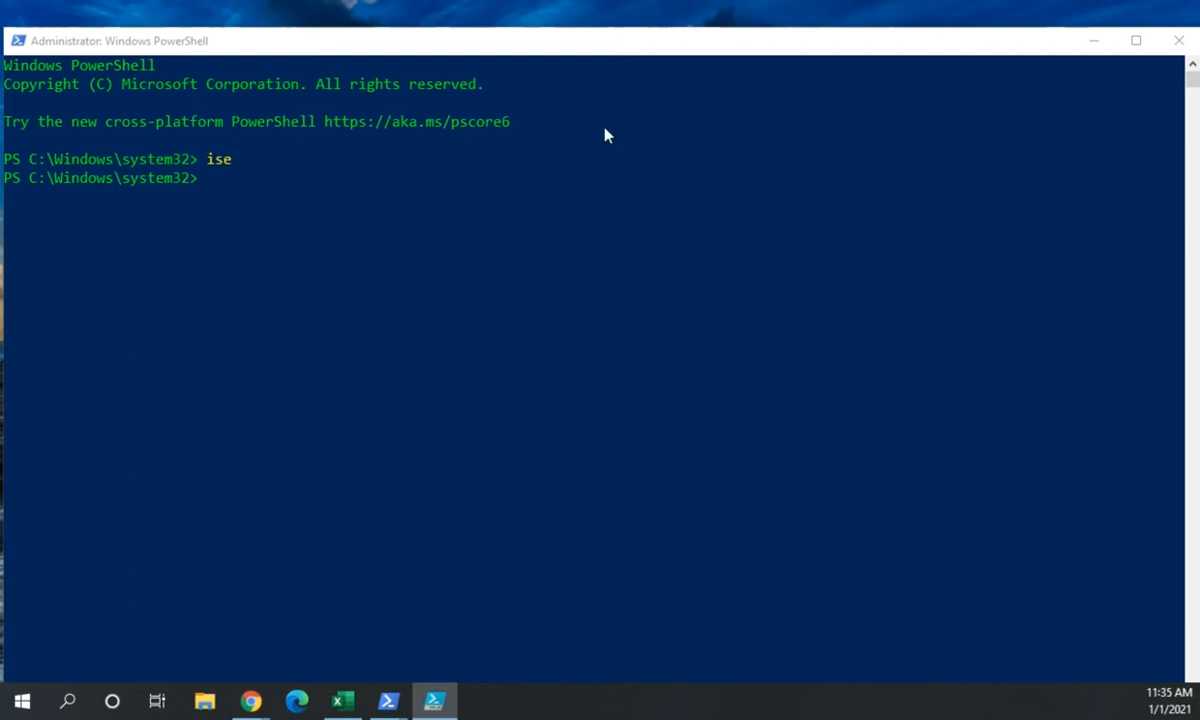 Administrator: Windows PowerShell
Windows PowerShell
Copyright (C) Microsoft Corporation. All rights reserved.
Try the new cross-platform PowerShell https://aka.ms/pscore6
PS C:\Windows\system32> ise
PS C:\Windows\system32>
11:35 AM
1/1/2021